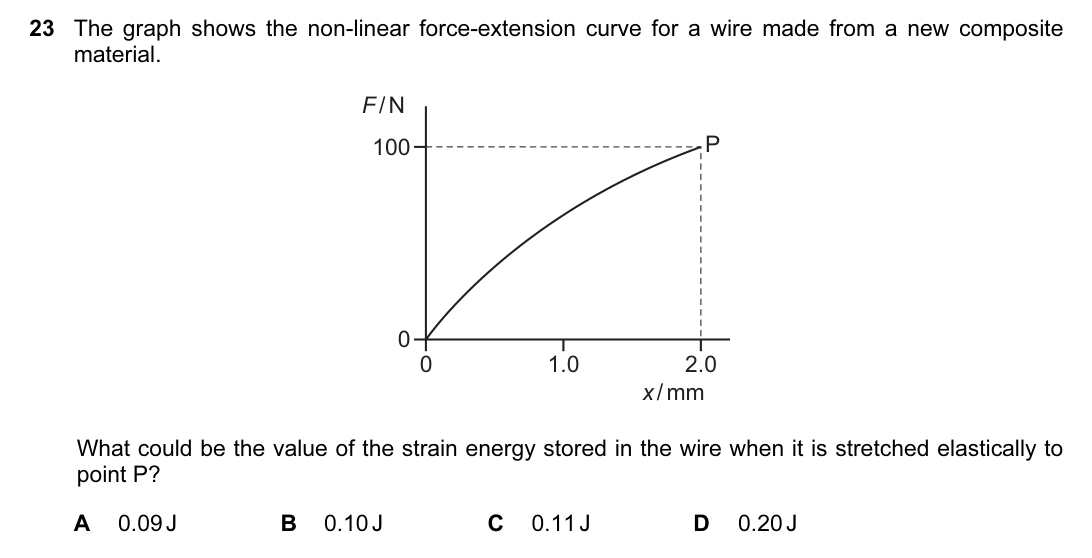 23 The graph shows the non-linear force-extension curve for a wire made from a new composite
material.
F/N
100
P
0
0 1.0 2.0
x/mm
What could be the value of the strain energy stored in the wire when it is stretched elastically to
point P?
A 0.09 J B 0.10 J C 0.11 J D 0.20 J